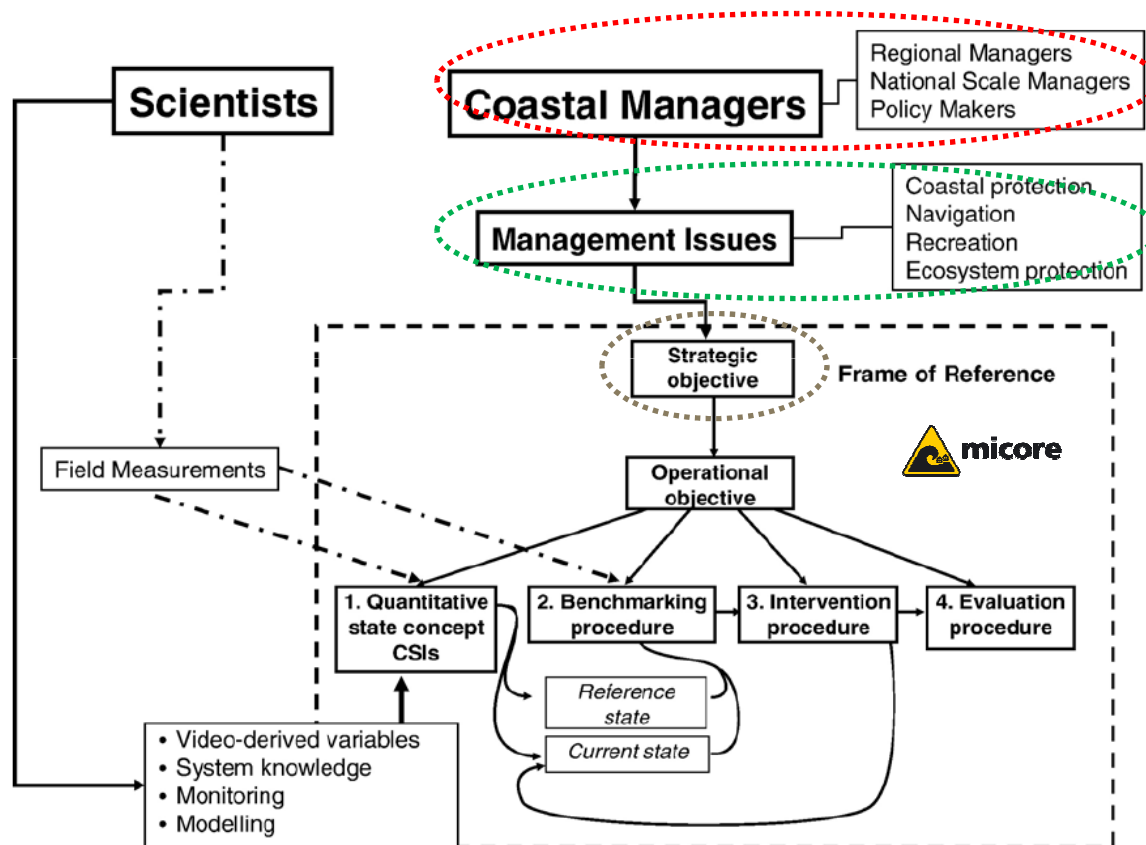 Scientists
Coastal Managers
Regional Managers
National Scale Managers
Policy Makers
Management Issues
Coastal protection
Navigation
Recreation
Ecosystem protection
Strategic
objective
Frame of Reference
micore
Field Measurements
Operational
objective
1. Quantitative
state concept
CSIs
2. Benchmarking
procedure
3. Intervention
procedure
4. Evaluation
procedure
Reference
state
Current state
• Video-derived variables
• System knowledge
• Monitoring
• Modelling